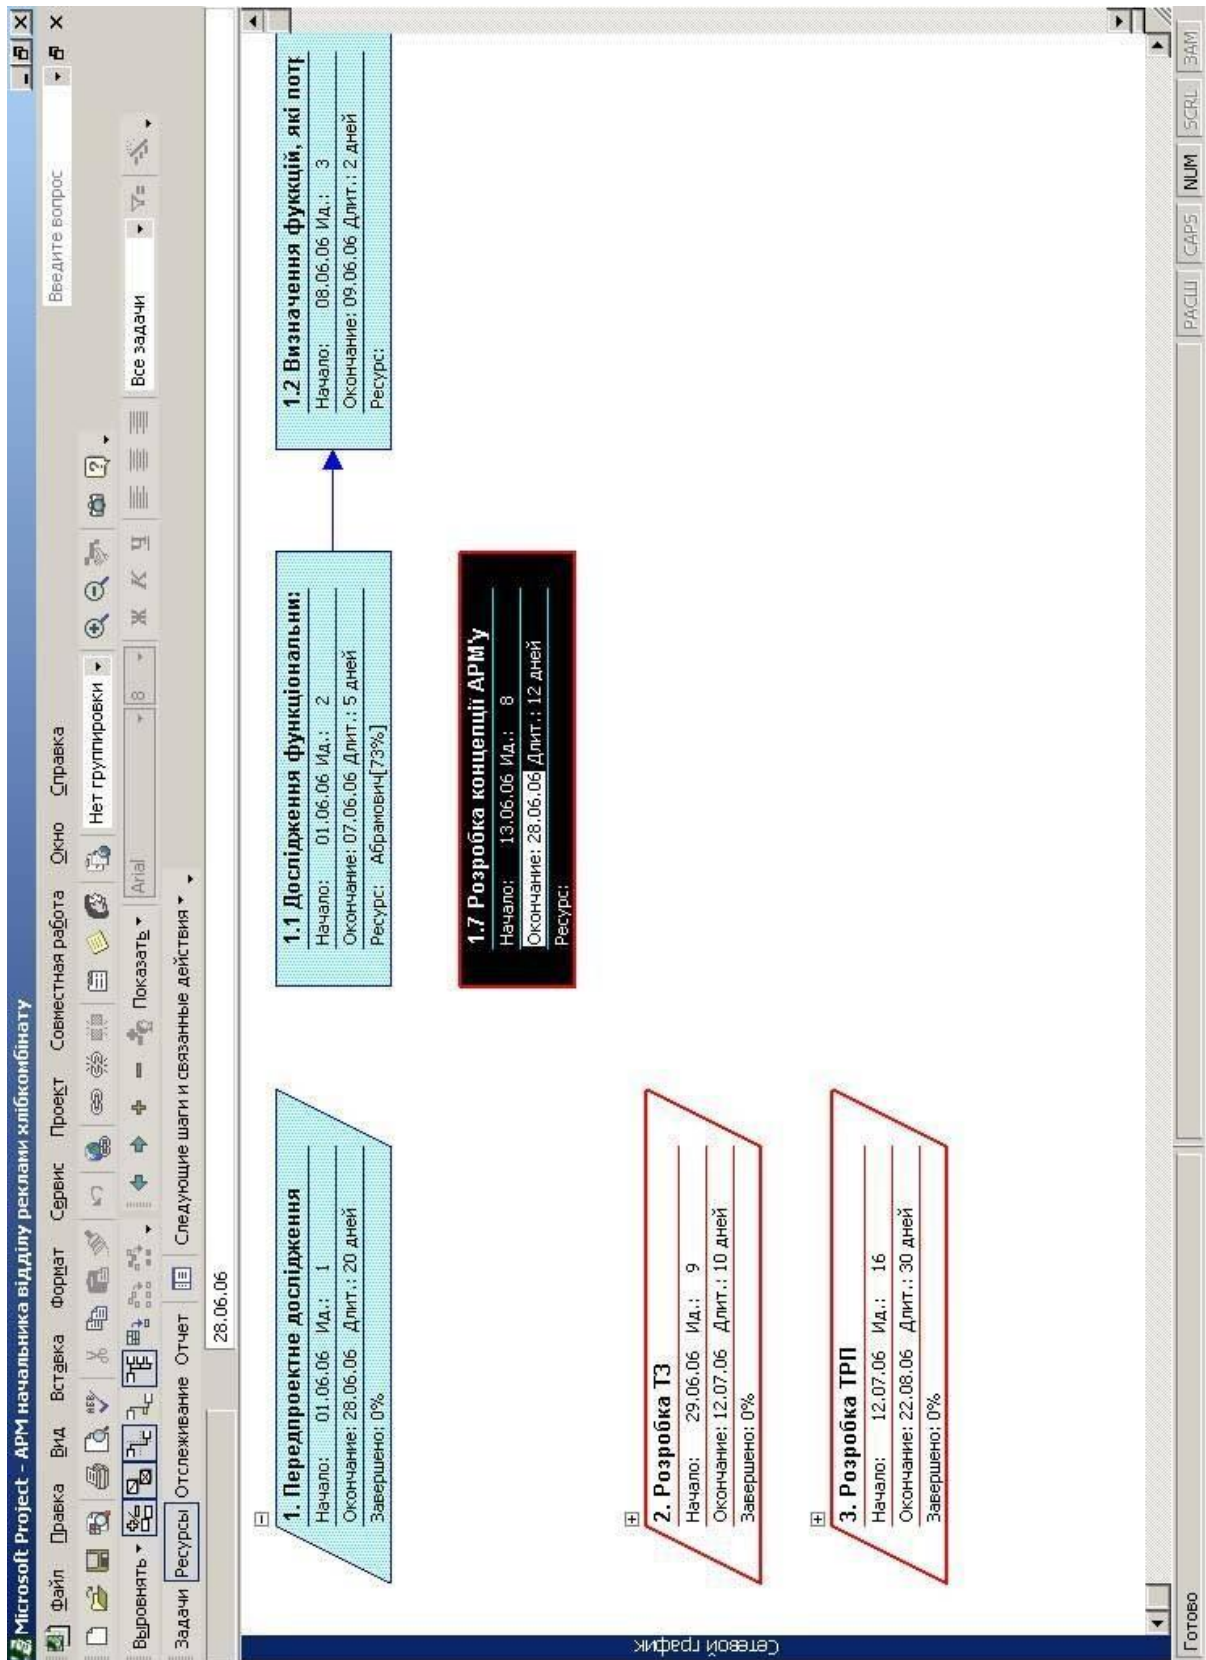 Microsoft Project - АРМ начальника відділу реклами хлібкомбінату
Файл Правка Вид Вставка Формат Сервис Проект Совместная работа Окно Справка Введите вопрос
Нет группировки
Выровнять Показать Arial 8 Ж К Ч Все задачи
Задачи Ресурсы Отслеживание Отчет Следующие шаги и связанные действия
28.06.06
Сетевой график
1. Передпроектне дослідження
Начало: 01.06.06 Ид.: 1
Окончание: 28.06.06 Длит.: 20 дней
Завершено: 0%
1.1 Дослідження функціональни:
Начало: 01.06.06 Ид.: 2
Окончание: 07.06.06 Длит.: 5 дней
Ресурс: Абрамович[73%]
1.2 Визначення фуккцій, які потр
Начало: 08.06.06 Ид.: 3
Окончание: 09.06.06 Длит.: 2 дней
Ресурс:
1.7 Розробка концепції АРМ'у
Начало: 13.06.06 Ид.: 8
Окончание: 28.06.06 Длит.: 12 дней
Ресурс:
2. Розробка ТЗ
Начало: 29.06.06 Ид.: 9
Окончание: 12.07.06 Длит.: 10 дней
Завершено: 0%
3. Розробка ТРП
Начало: 12.07.06 Ид.: 16
Окончание: 22.08.06 Длит.: 30 дней
Завершено: 0%
Готово РАСШ CAPS NUM SCRL ЗАМ